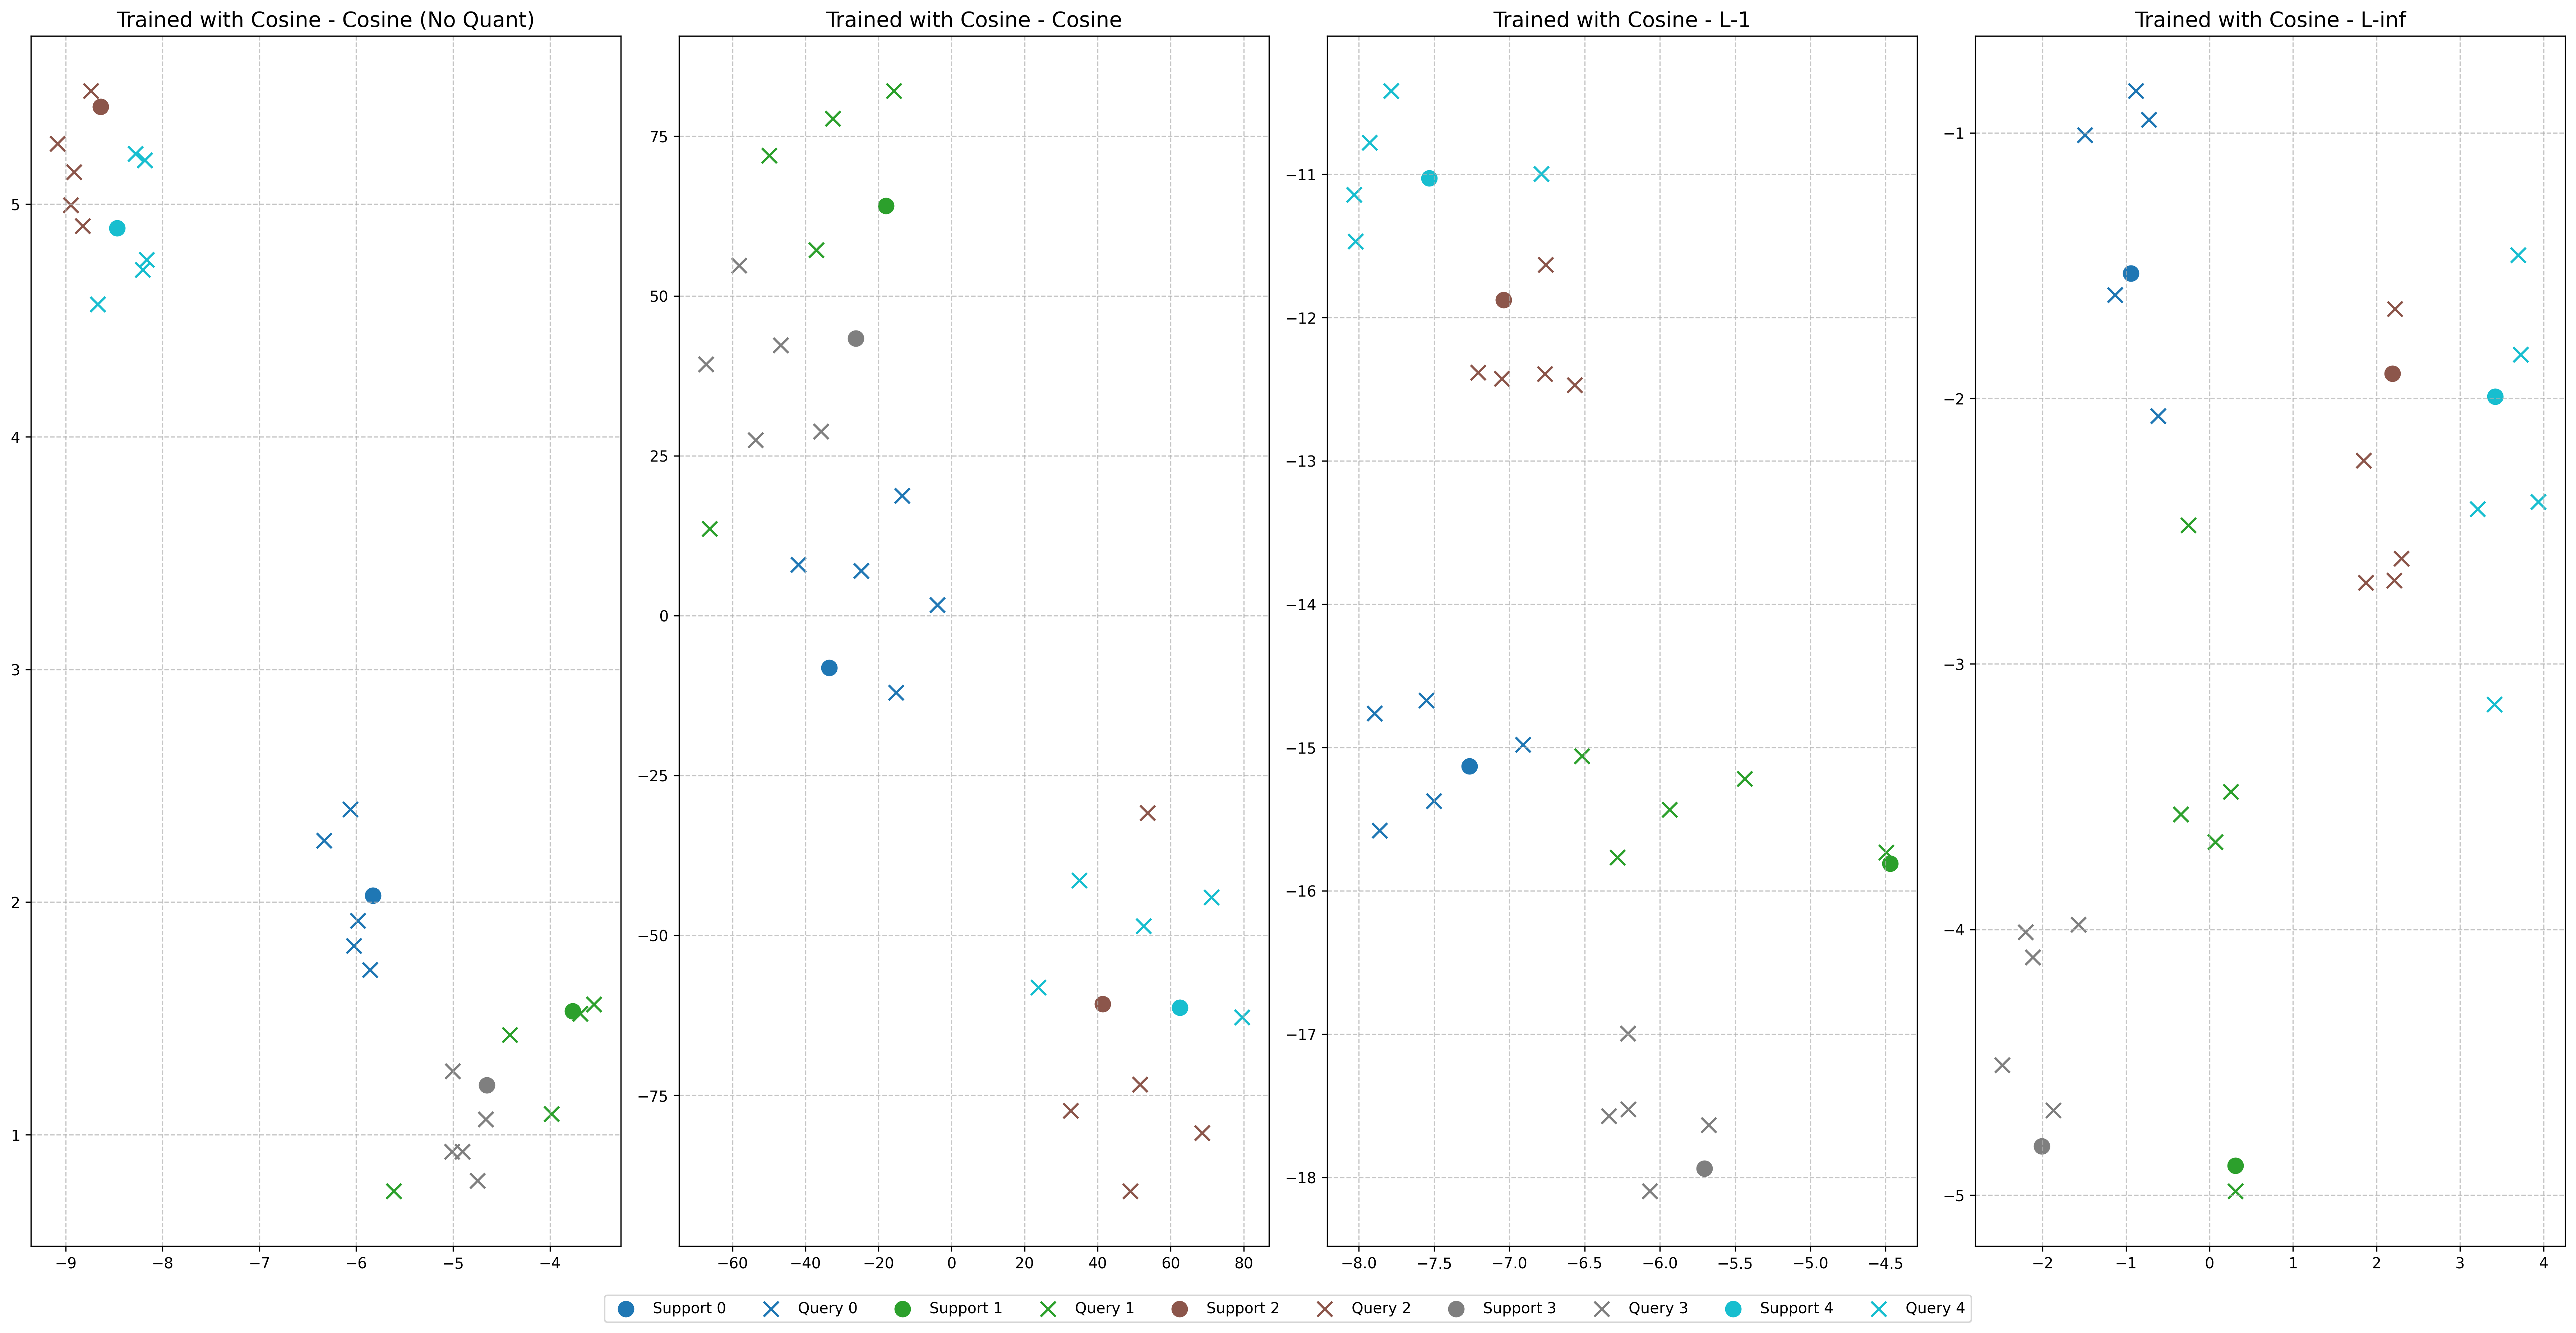 Trained with Cosine - Cosine (No Quant)
Trained with Cosine - Cosine
Trained with Cosine - L-1
Trained with Cosine - L-inf
5
4
3
2
1
−9 −8 −7 −6 −5 −4
75
50
25
0
−25
−50
−75
−60 −40 −20 0 20 40 60 80
−11
−12
−13
−14
−15
−16
−17
−18
−8.0 −7.5 −7.0 −6.5 −6.0 −5.5 −5.0 −4.5
−1
−2
−3
−4
−5
−2 −1 0 1 2 3 4
Support 0 Query 0 Support 1 Query 1 Support 2 Query 2 Support 3 Query 3 Support 4 Query 4